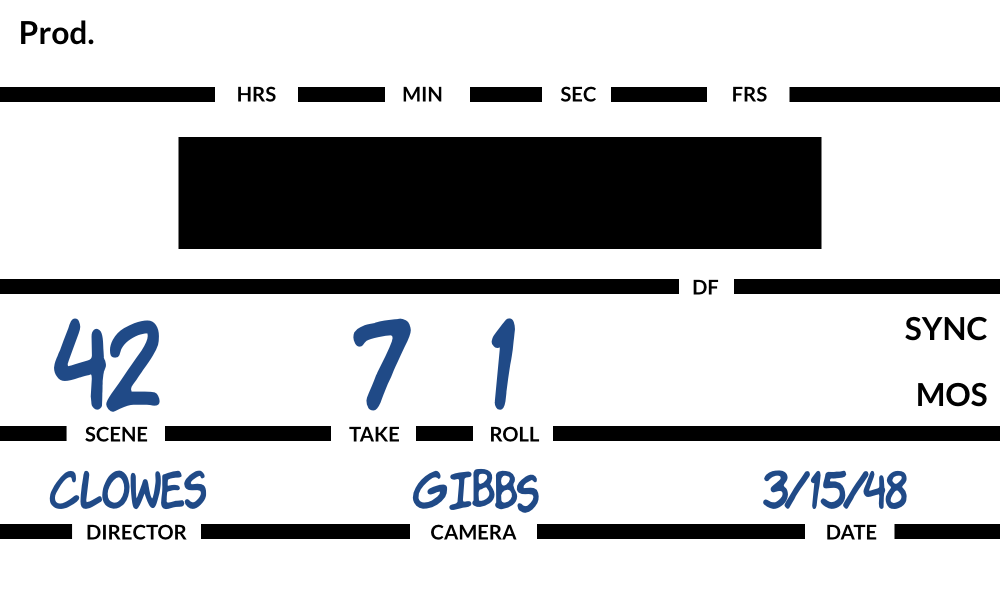 Prod.
HRS MIN SEC FRS
DF
42 7 1 SYNC
MOS
SCENE TAKE ROLL
CLOWES GIBBS 3/15/48
DIRECTOR CAMERA DATE